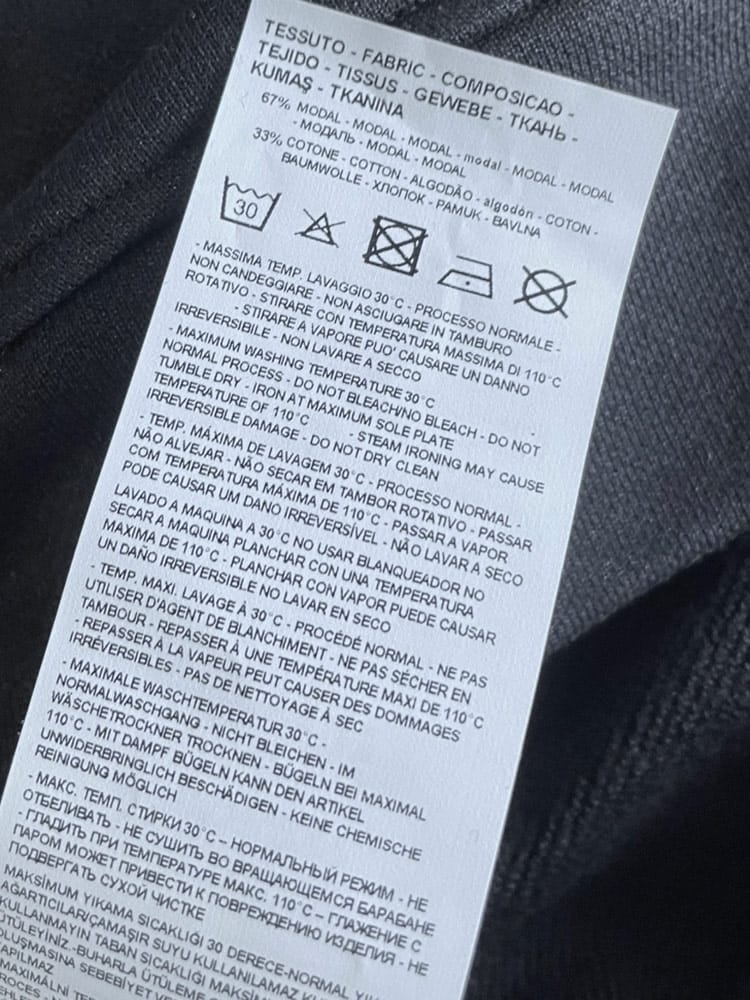 TESSUTO - FABRIC - COMPOSICAO -
TEJIDO - TISSUS - GEWEBE - ТКАНЬ -
KUMAŞ - TKANINA
67% MODAL - MODAL - MODAL - modal - MODAL - MODAL
- МОДАЛЬ - MODAL - MODAL
33% COTONE - COTTON - ALGODÃO - algodón - COTON -
BAUMWOLLE - ХЛОПОК - PAMUK - BAVLNA
30
- MASSIMA TEMP. LAVAGGIO 30°C - PROCESSO NORMALE -
NON CANDEGGIARE - NON ASCIUGARE IN TAMBURO
ROTATIVO - STIRARE CON TEMPERATURA MASSIMA DI 110°C
- STIRARE A VAPORE PUO' CAUSARE UN DANNO
IRREVERSIBILE - NON LAVARE A SECCO
- MAXIMUM WASHING TEMPERATURE 30°C
NORMAL PROCESS - DO NOT BLEACH/NO BLEACH - DO NOT
TUMBLE DRY - IRON AT MAXIMUM SOLE PLATE
TEMPERATURE OF 110°C - STEAM IRONING MAY CAUSE
IRREVERSIBLE DAMAGE - DO NOT DRY CLEAN
- TEMP. MÁXIMA DE LAVAGEM 30°C - PROCESSO NORMAL -
NÃO ALVEJAR - NÃO SECAR EM TAMBOR ROTATIVO - PASSAR
COM TEMPERATURA MÁXIMA DE 110°C - PASSAR A VAPOR
PODE CAUSAR UM DANO IRREVERSÍVEL - NÃO LAVAR A SECO
LAVADO A MAQUINA A 30°C NO USAR BLANQUEADOR NO
SECAR A MAQUINA PLANCHAR CON UNA TEMPERATURA
MAXIMA DE 110°C - PLANCHAR CON VAPOR PUEDE CAUSAR
UN DAÑO IRREVERSIBLE NO LAVAR EN SECO
- TEMP. MAXI. LAVAGE À 30°C - PROCÉDÉ NORMAL - NE PAS
UTILISER D'AGENT DE BLANCHIMENT - NE PAS SÉCHER EN
TAMBOUR - REPASSER À UNE TEMPÉRATURE MAXI DE 110°C
- REPASSER À LA VAPEUR PEUT CAUSER DES DOMMAGES
IRRÉVERSIBLES - PAS DE NETTOYAGE À SEC
- MAXIMALE WASCHTEMPERATUR 30°C -
NORMALWASCHGANG - NICHT BLEICHEN - IM
WÄSCHETROCKNER TROCKNEN - BÜGELN BEI MAXIMAL
110°C - MIT DAMPF BÜGELN KANN DEN ARTIKEL
UNWIDERBRINGLICH BESCHÄDIGEN - KEINE CHEMISCHE
REINIGUNG MÖGLICH
- МАКС. ТЕМП. СТИРКИ 30°C – НОРМАЛЬНЫЙ РЕЖИМ - НЕ
ОТБЕЛИВАТЬ - НЕ СУШИТЬ ВО ВРАЩАЮЩЕМСЯ БАРАБАНЕ
- ГЛАДИТЬ ПРИ ТЕМПЕРАТУРЕ МАКС. 110°C – ГЛАЖЕНИЕ С
ПАРОМ МОЖЕТ ПРИВЕСТИ К ПОВРЕЖДЕНИЮ ИЗДЕЛИЯ - НЕ
ПОДВЕРГАТЬ СУХОЙ ЧИСТКЕ
MAKSİMUM YIKAMA SICAKLIĞI 30 DERECE-NORMAL
AĞARTICILAR/ÇAMAŞIR SUYU KULLANILAMAZ
KULLANMAYIN TABAN SICAKLIĞI
ÜTÜLEYİNİZ.-BUHARLA ÜTÜLEME
SEBEBİYET
MAXIMÁLNÍ